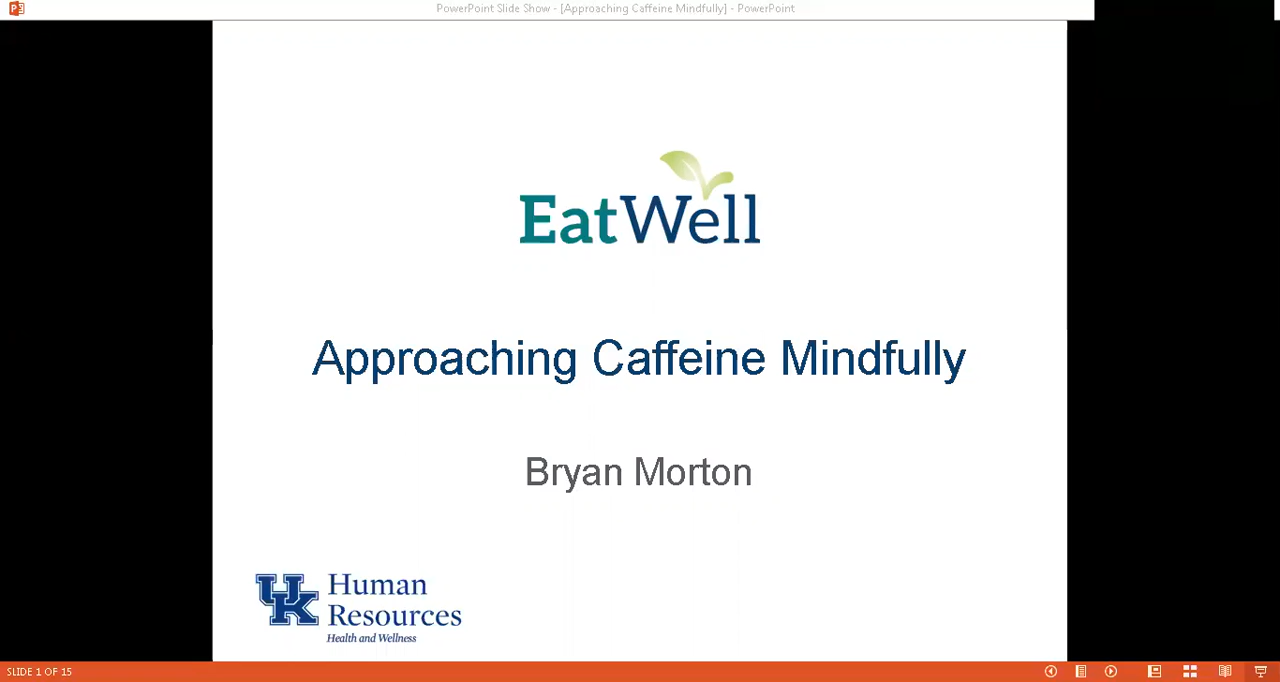 PowerPoint Slide Show - [Approaching Caffeine Mindfully] - PowerPoint
EatWell
Approaching Caffeine Mindfully
Bryan Morton
UK
Human
Resources
Health and Wellness
SLIDE 1 OF 15